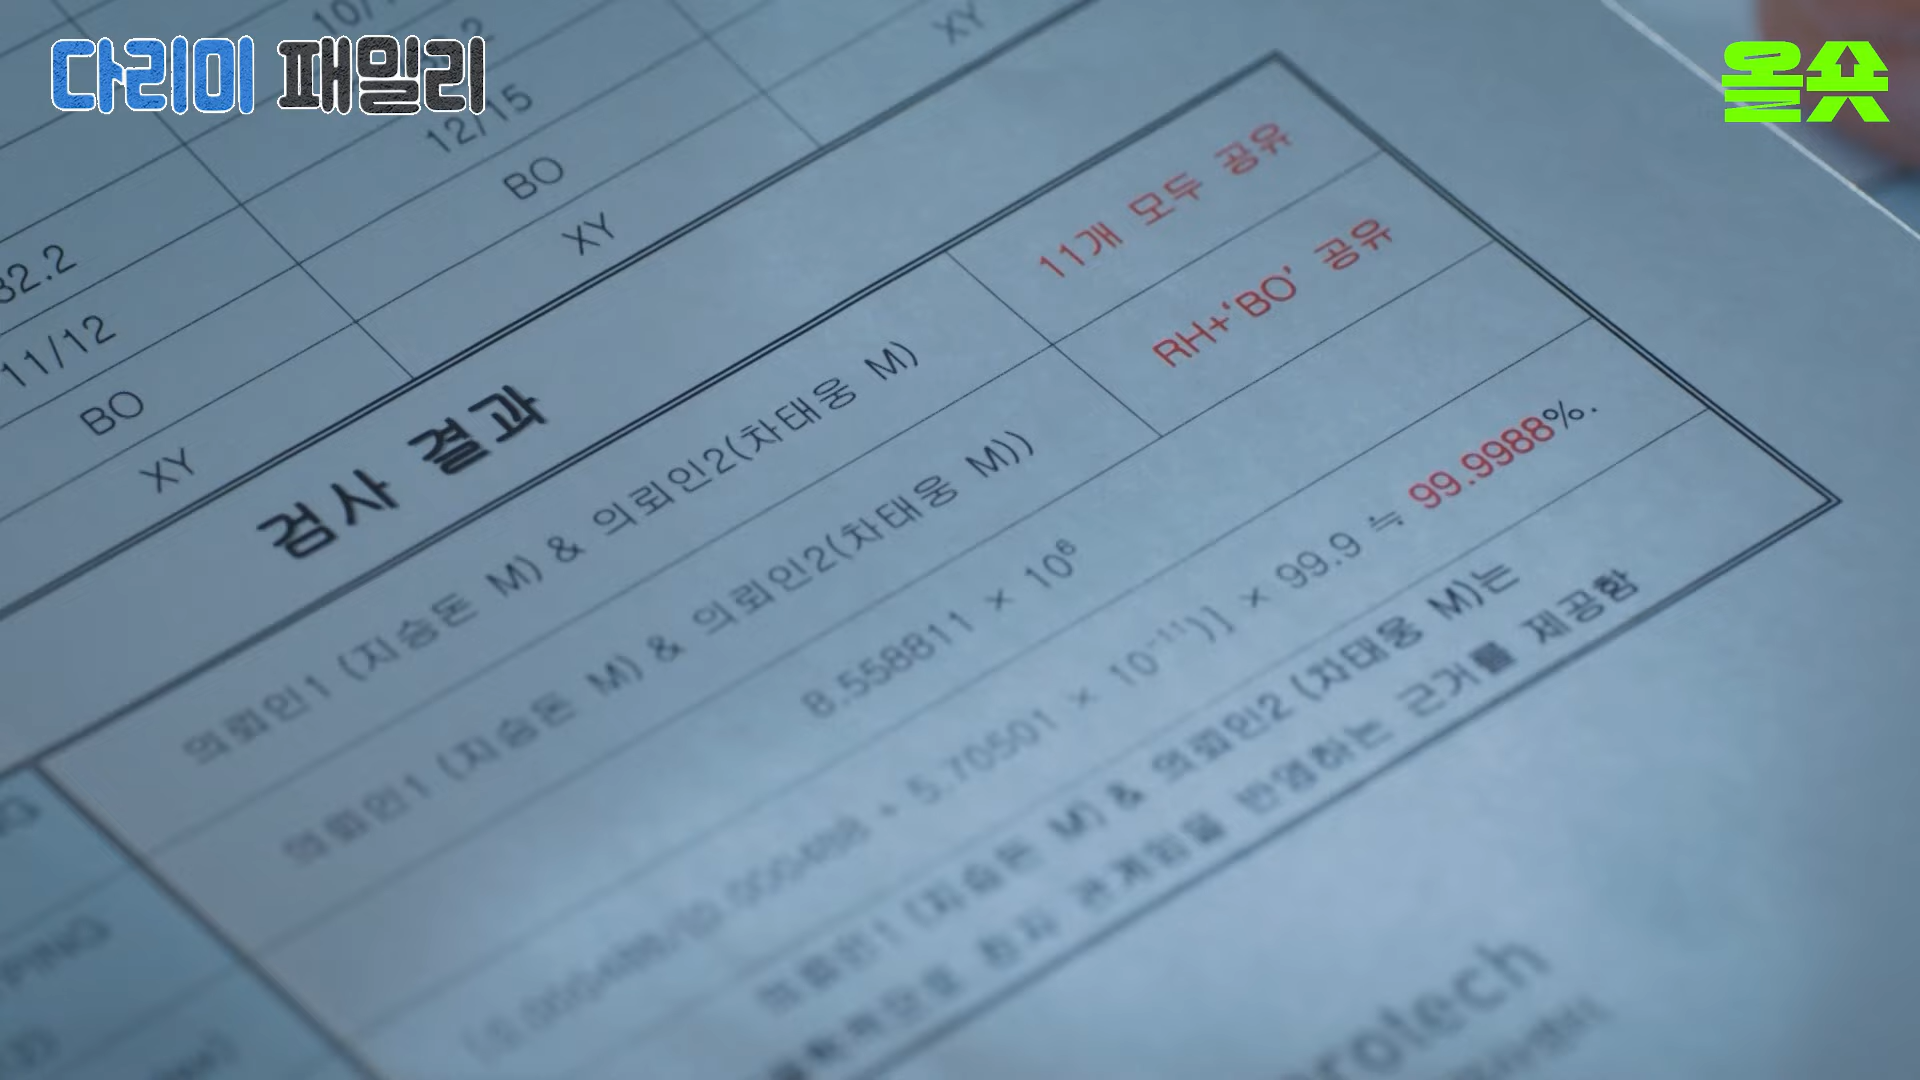 다리미 패밀리
올숏
12/15
XY
32.2
BO
11/12
XY
BO
XY
검사 결과
의뢰인1 (지승돈 M) & 의뢰인2(차태웅 M)
11개 모두 공유
의뢰인1 (지승돈 M) & 의뢰인2(차태웅 M))
RH+‘BO’ 공유
8.558811 × 10⁶
5.70501 × 10⁻¹¹)] × 99.9 ≒ 99.9988%.
의뢰인1 (지승돈 M) & 의뢰인2 (차태웅 M)는
친자 관계임을 반영하는 근거를 제공함